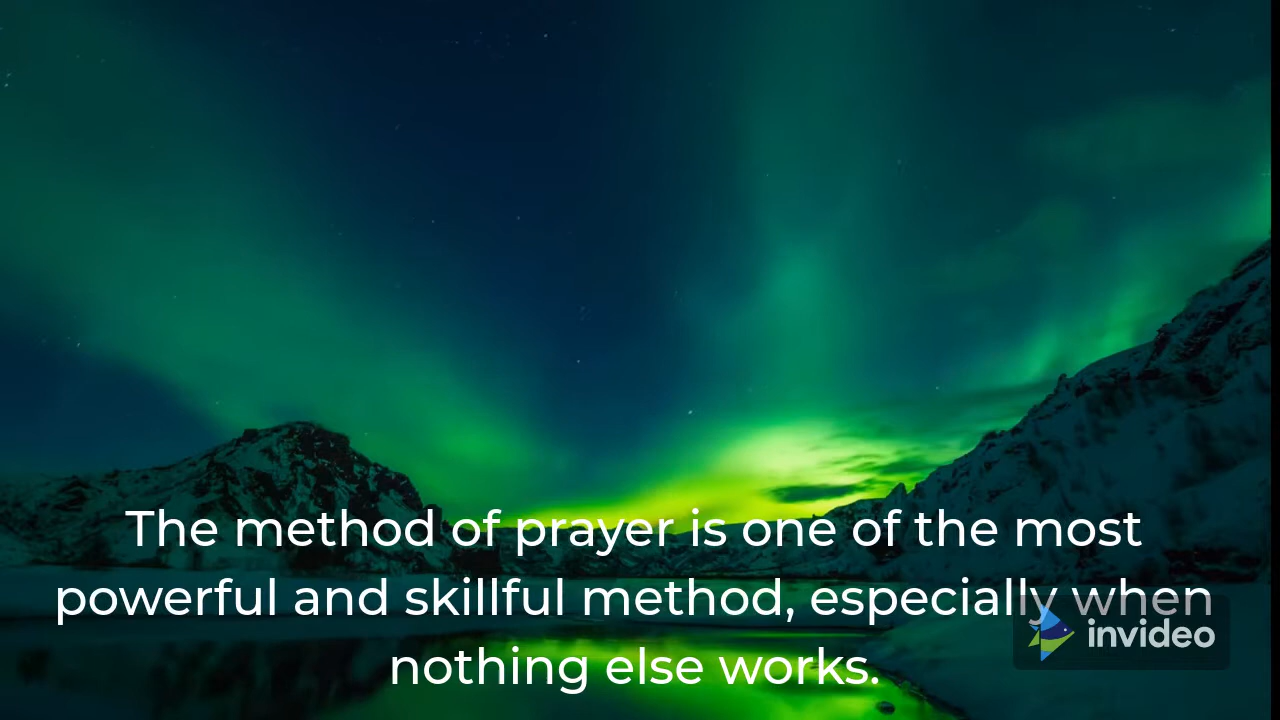 The method of prayer is one of the most
powerful and skillful method, especially when
nothing else works.
invideo